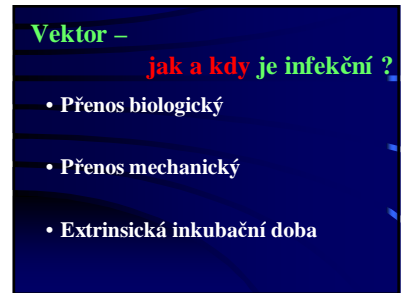 Vektor –
jak a kdy je infekční ?
• Přenos biologický
• Přenos mechanický
• Extrinsická inkubační doba